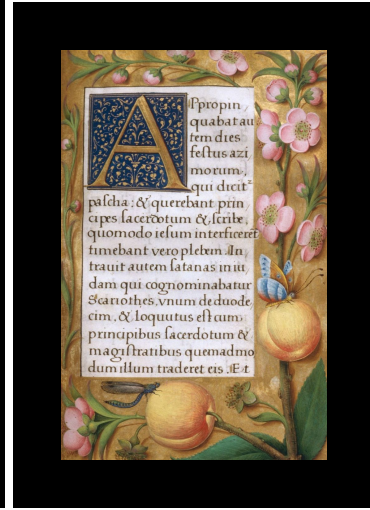 Appropin
quabat au
tem dies
festus azi
morum,
qui dicit²
pascha: & querebant prin
cipes sacerdotum & scribe,
quomodo iesum interficeret
timebant vero plebem. In
trauit autem satanas in iu
dam qui cognominabatur
Scariothes, vnum de duode,
cim. & loquutus est cum
principibus sacerdotum &
magistratibus quemadmo
dum illum traderet eis. Et